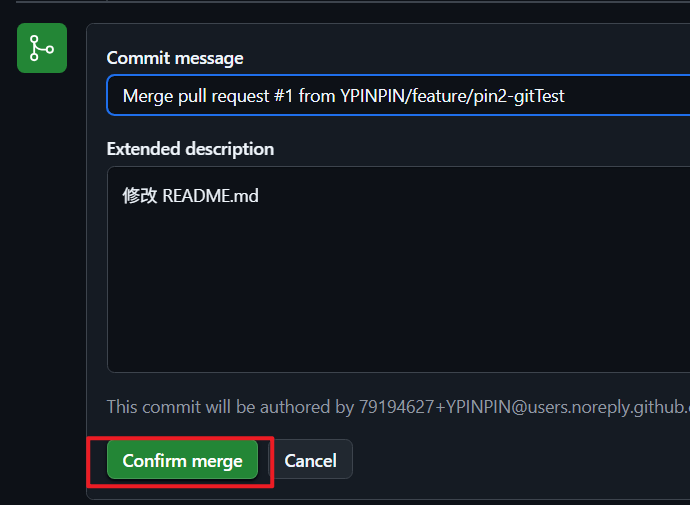 Commit message
Merge pull request #1 from YPINPIN/feature/pin2-gitTest
Extended description
修改 README.md
This commit will be authored by 79194627+YPINPIN@users.noreply.github.
Confirm merge
Cancel